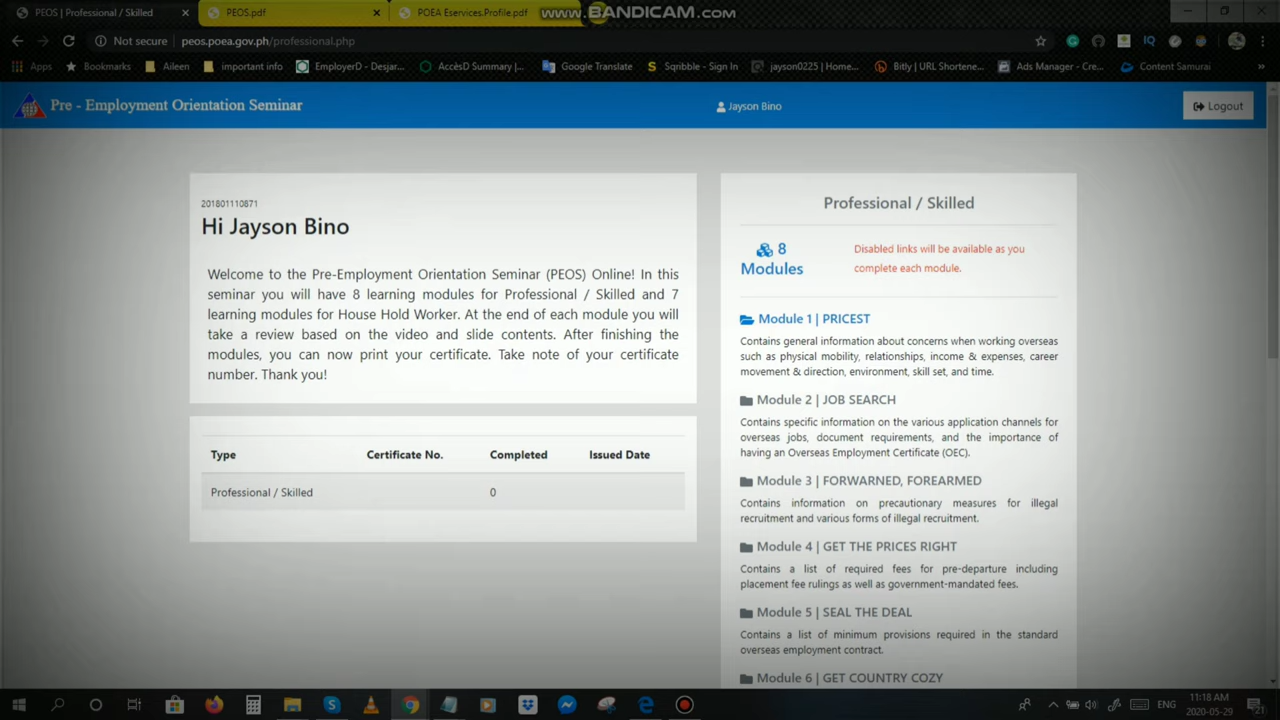 PEOS | Professional / Skilled
PEOS.pdf
POEA Eservices.Profile.pdf
www.BANDICAM.com
Not secure
peos.poea.gov.ph/professional.php
Apps
Bookmarks
Aileen
important info
EmployerD - Desjar...
AccèsD Summary |...
Google Translate
Sqribble - Sign In
jayson0225 | Home...
Bitly | URL Shortene...
Ads Manager - Cre...
Content Samurai
»
Pre - Employment Orientation Seminar
Jayson Bino
Logout
201801110871
Hi Jayson Bino
Welcome to the Pre-Employment Orientation Seminar (PEOS) Online! In this
seminar you will have 8 learning modules for Professional / Skilled and 7
learning modules for House Hold Worker. At the end of each module you will
take a review based on the video and slide contents. After finishing the
modules, you can now print your certificate. Take note of your certificate
number. Thank you!
Type Certificate No. Completed Issued Date
Professional / Skilled 0
Professional / Skilled
8
Modules
Disabled links will be available as you
complete each module.
Module 1 | PRICEST
Contains general information about concerns when working overseas
such as physical mobility, relationships, income & expenses, career
movement & direction, environment, skill set, and time.
Module 2 | JOB SEARCH
Contains specific information on the various application channels for
overseas jobs, document requirements, and the importance of
having an Overseas Employment Certificate (OEC).
Module 3 | FORWARNED, FOREARMED
Contains information on precautionary measures for illegal
recruitment and various forms of illegal recruitment.
Module 4 | GET THE PRICES RIGHT
Contains a list of required fees for pre-departure including
placement fee rulings as well as government-mandated fees.
Module 5 | SEAL THE DEAL
Contains a list of minimum provisions required in the standard
overseas employment contract.
Module 6 | GET COUNTRY COZY
ENG
11:18 AM
2020-05-29
21